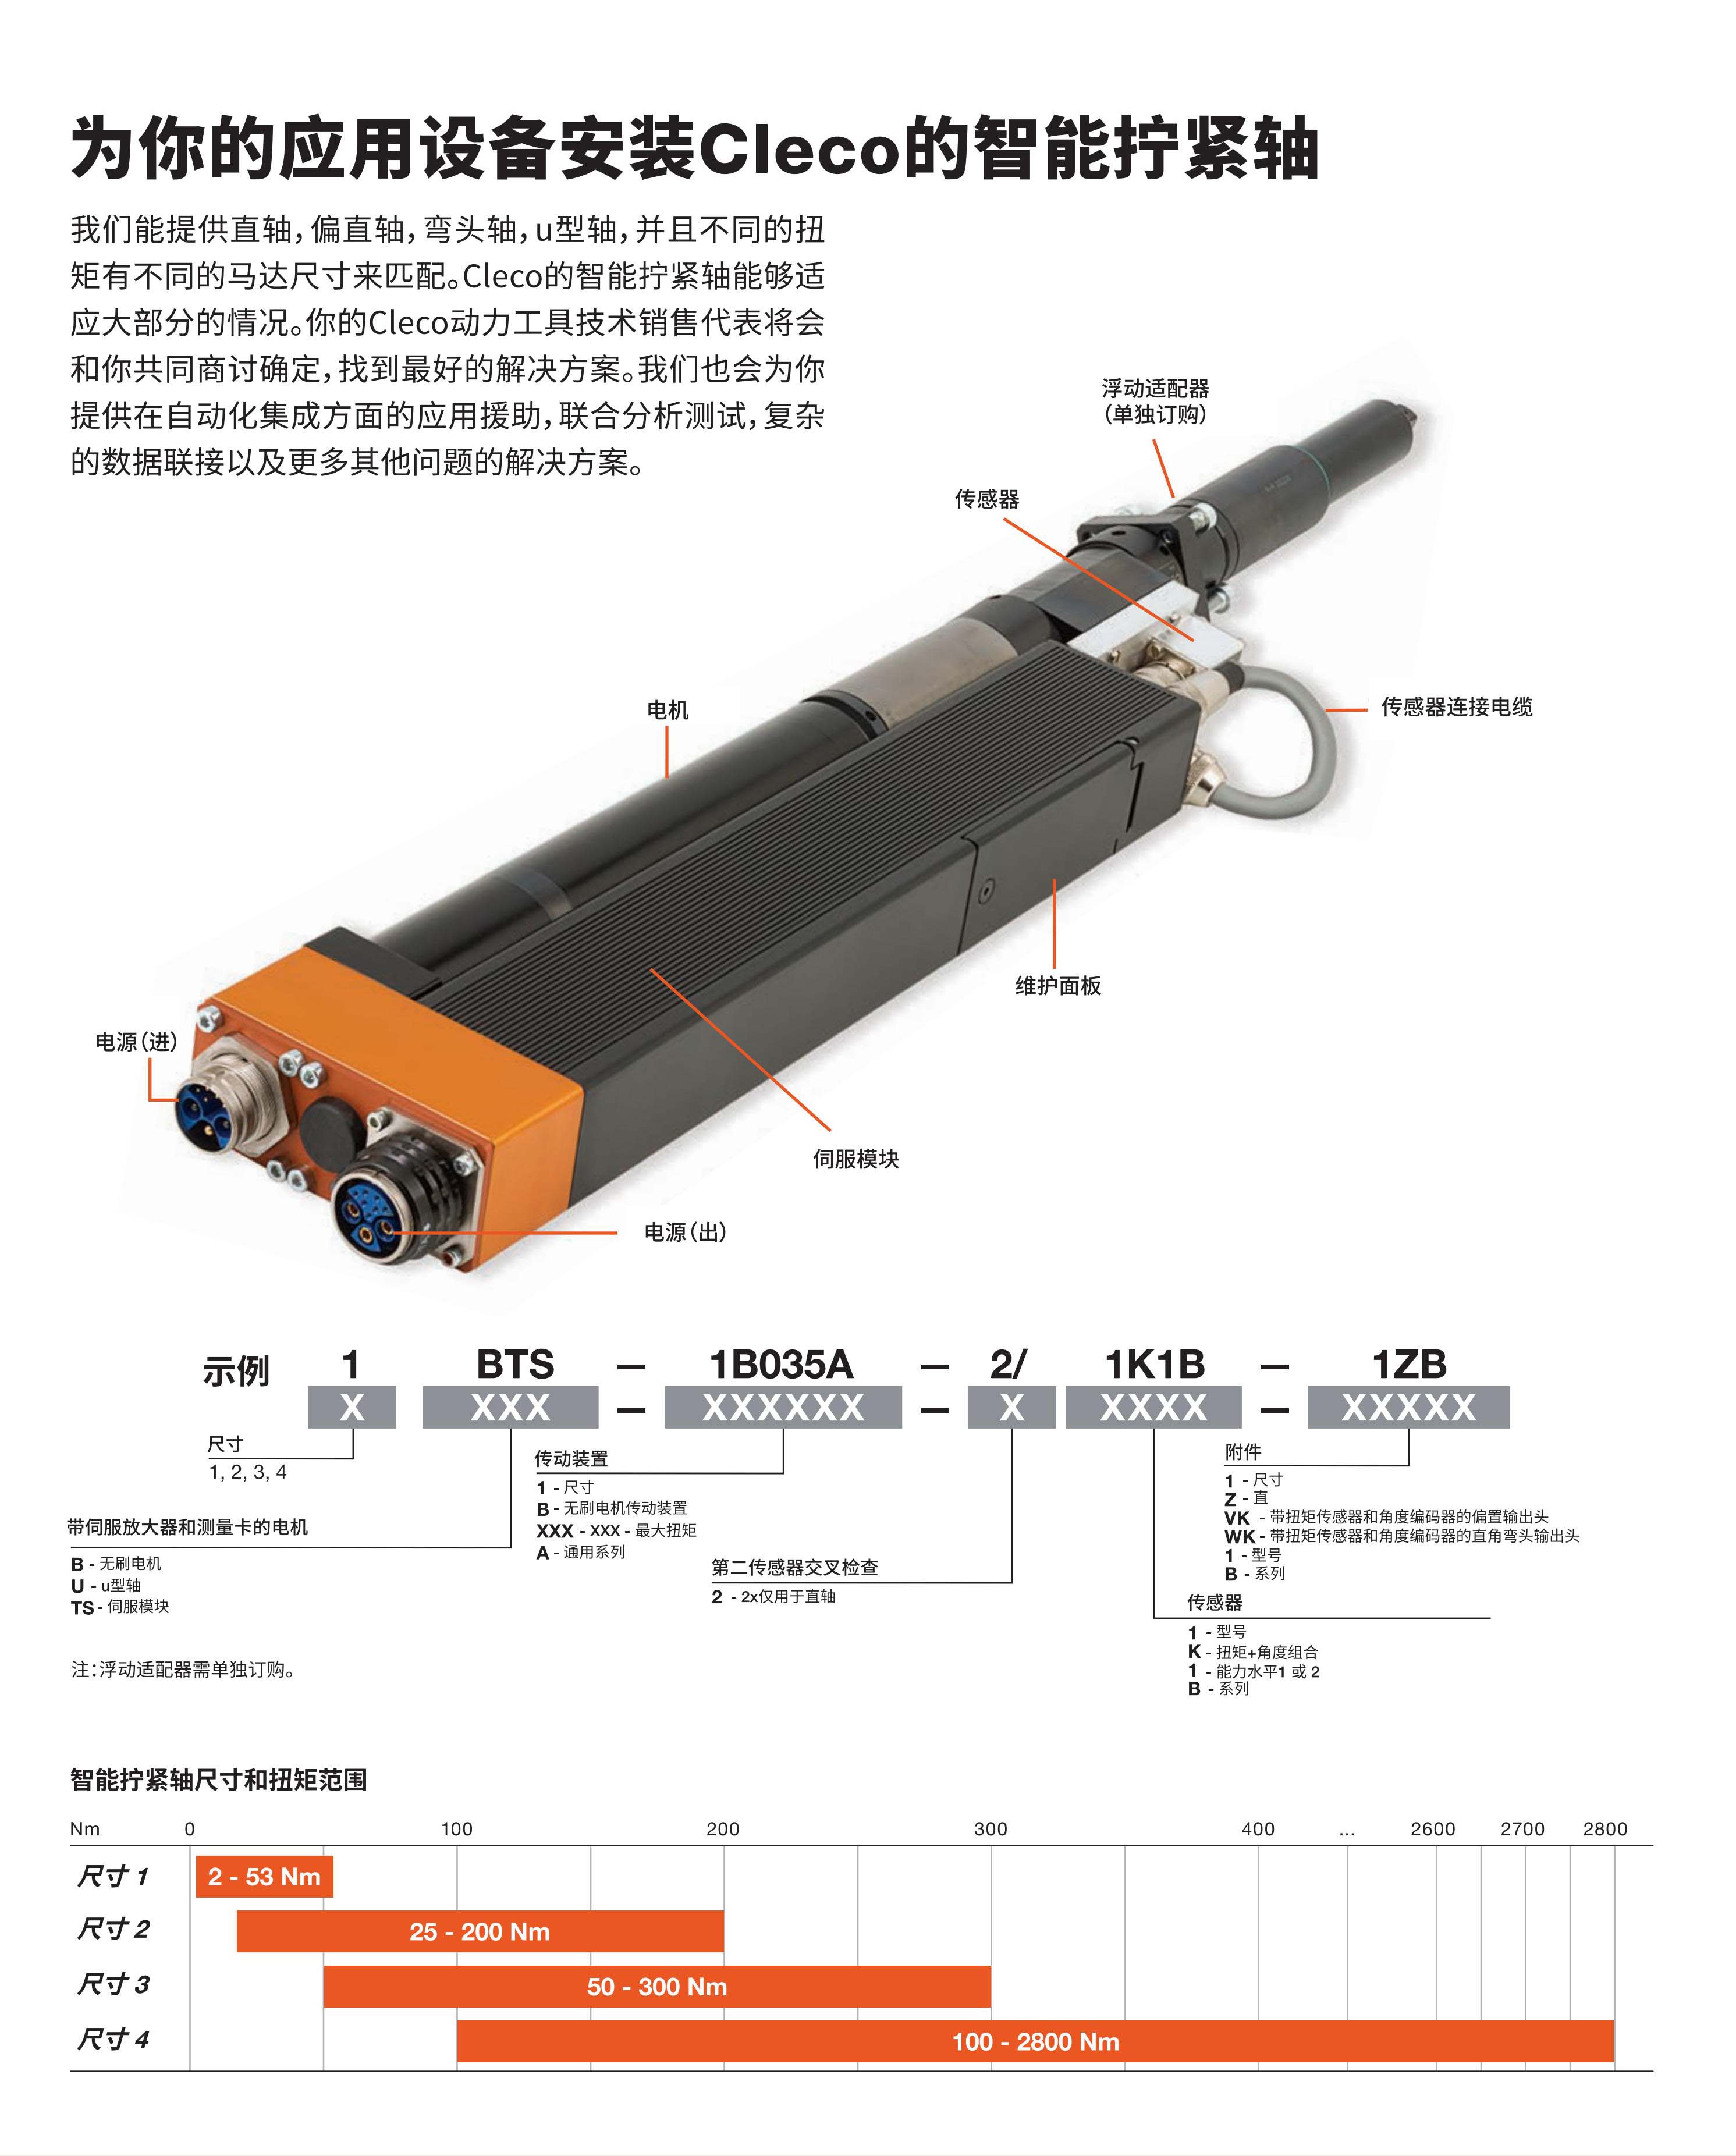 为你的应用设备安装Cleco的智能拧紧轴
我们能提供直轴，偏直轴，弯头轴，u型轴，并且不同的扭
矩有不同的马达尺寸来匹配。Cleco的智能拧紧轴能够适
应大部分的情况。你的Cleco动力工具技术销售代表将会
和你共同商讨确定，找到最好的解决方案。我们也会为你
提供在自动化集成方面的应用援助，联合分析测试，复杂
的数据联接以及更多其他问题的解决方案。
浮动适配器
（单独订购）
传感器
电机
传感器连接电缆
维护面板
电源（进）
伺服模块
电源（出）
示例 1 BTS – 1B035A – 2/ 1K1B – 1ZB
X XXX – XXXXXX – X XXXX – XXXXX
尺寸
1, 2, 3, 4
带伺服放大器和测量卡的电机
B - 无刷电机
U - u型轴
TS - 伺服模块
传动装置
1 - 尺寸
B - 无刷电机传动装置
XXX - XXX - 最大扭矩
A - 通用系列
第二传感器交叉检查
2 - 2x仅用于直轴
附件
1 - 尺寸
Z - 直
VK - 带扭矩传感器和角度编码器的偏置输出头
WK - 带扭矩传感器和角度编码器的直角弯头输出头
1 - 型号
B - 系列
传感器
1 - 型号
K - 扭矩+角度组合
1 - 能力水平1 或 2
B - 系列
注：浮动适配器需单独订购。
智能拧紧轴尺寸和扭矩范围
Nm 0 100 200 300 400 ... 2600 2700 2800
尺寸 1 2 - 53 Nm
尺寸 2 25 - 200 Nm
尺寸 3 50 - 300 Nm
尺寸 4 100 - 2800 Nm